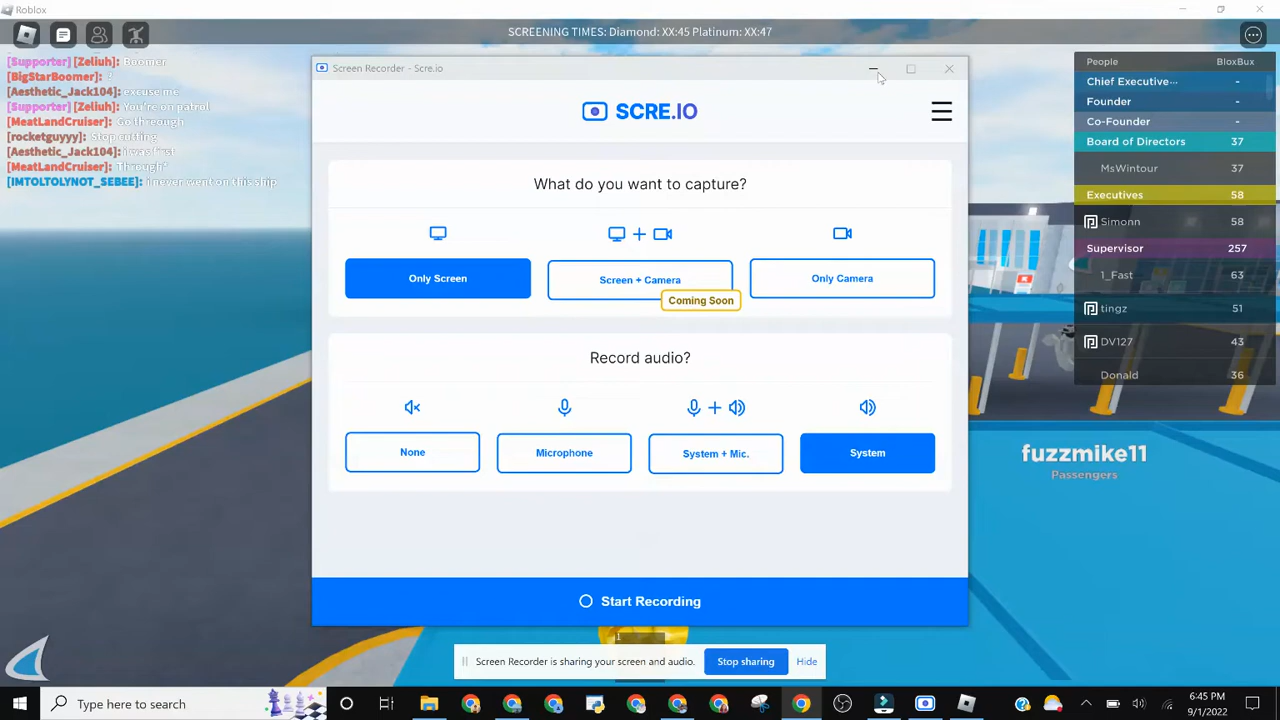 Roblox
SCREENING TIMES: Diamond: XX:45 Platinum: XX:47
[Supporter] [Zeliuh]: Boomer
[BigStarBoomer]: ?
[Aesthetic_Jack104]: excuse me
[Supporter] [Zeliuh]: You're on patrol
[MeatLandCruiser]: Go threough
[rocketguyyy]: Stop cutting
[Aesthetic_Jack104]: i was first
[MeatLandCruiser]: Through*
[IMTOLTOLYNOT_SEBEE]: i never went on this ship
Screen Recorder - Scre.io
SCRE.IO
What do you want to capture?
Only Screen
Screen + Camera
Only Camera
Coming Soon
Record audio?
None
Microphone
System + Mic.
System
Start Recording
People BloxBux
Chief Executive... -
Founder -
Co-Founder -
Board of Directors 37
MsWintour 37
Executives 58
Simonn 58
Supervisor 257
1_Fast 63
tingz 51
DV127 43
Donald 36
fuzzmike11
Passengers
1
Screen Recorder is sharing your screen and audio.
Stop sharing
Hide
Type here to search
6:45 PM
9/1/2022